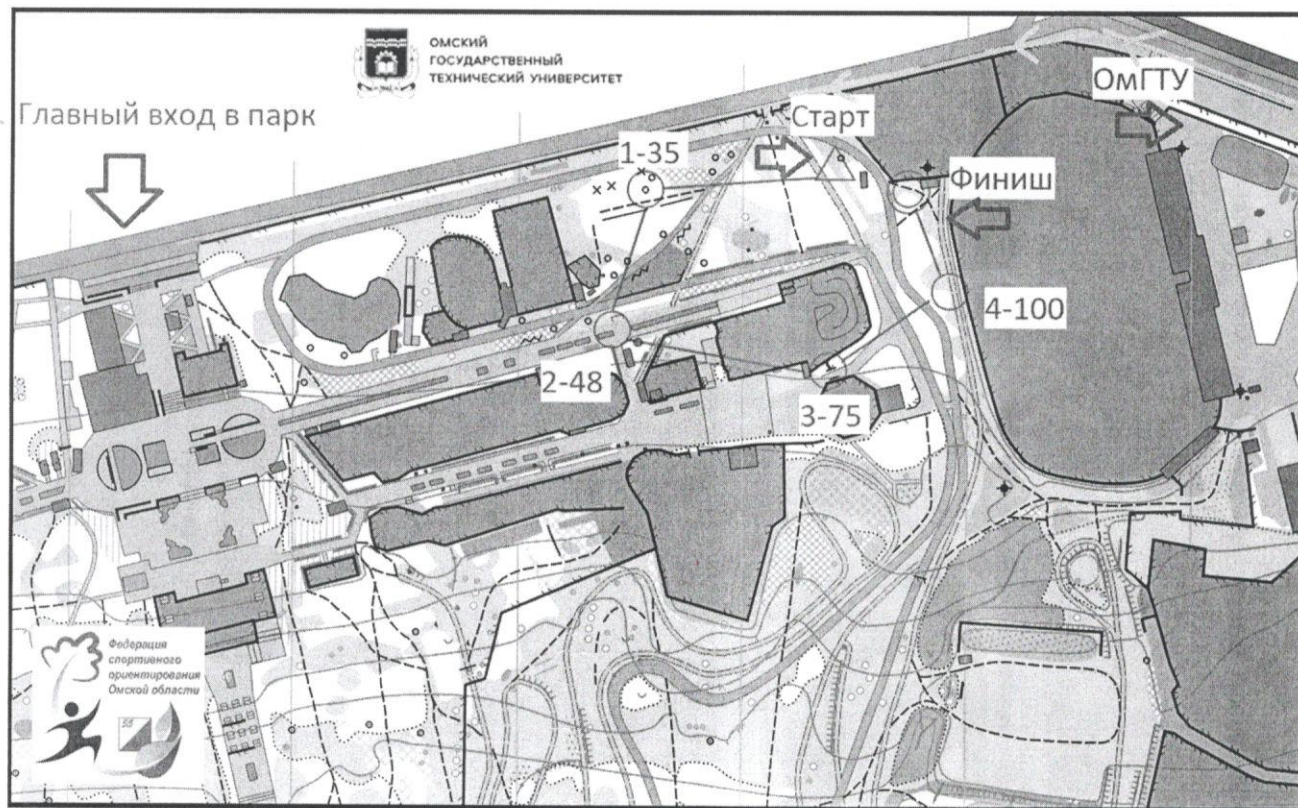 ОМСКИЙ
ГОСУДАРСТВЕННЫЙ
ТЕХНИЧЕСКИЙ УНИВЕРСИТЕТ
Главный вход в парк
ОмГТУ
Старт
1-35
Финиш
4-100
2-48
3-75
Федерация
спортивного
ориентирования
Омской области
55